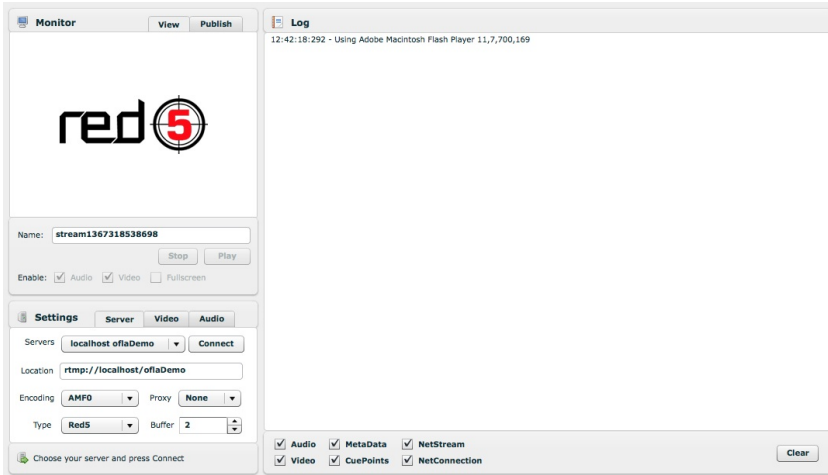 Monitor View Publish
red5
Name: stream1367318538698
Stop Play
Enable: Audio Video Fullscreen
Settings Server Video Audio
Servers localhost oflaDemo Connect
Location rtmp://localhost/oflaDemo
Encoding AMF0 Proxy None
Type Red5 Buffer 2
Choose your server and press Connect
Log
12:42:18:292 - Using Adobe Macintosh Flash Player 11,7,700,169
Audio MetaData NetStream
Video CuePoints NetConnection
Clear